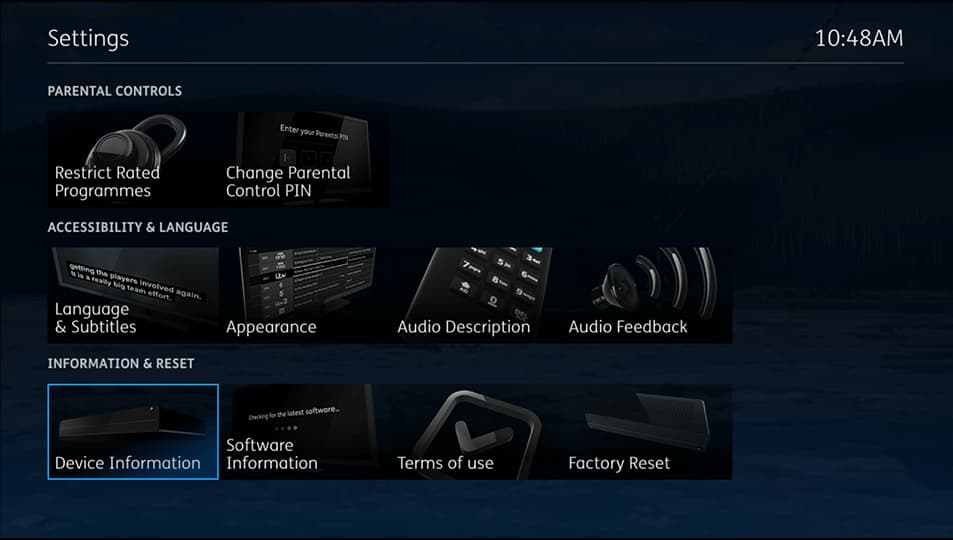 Settings
10:48AM
PARENTAL CONTROLS
Enter your Parental PIN
Restrict Rated
Programmes
Change Parental
Control PIN
ACCESSIBILITY & LANGUAGE
getting the players involved again.
It is a really big team effort.
Language
& Subtitles
Appearance
Audio Description
Audio Feedback
INFORMATION & RESET
Checking for the latest software...
Device Information
Software
Information
Terms of use
Factory Reset